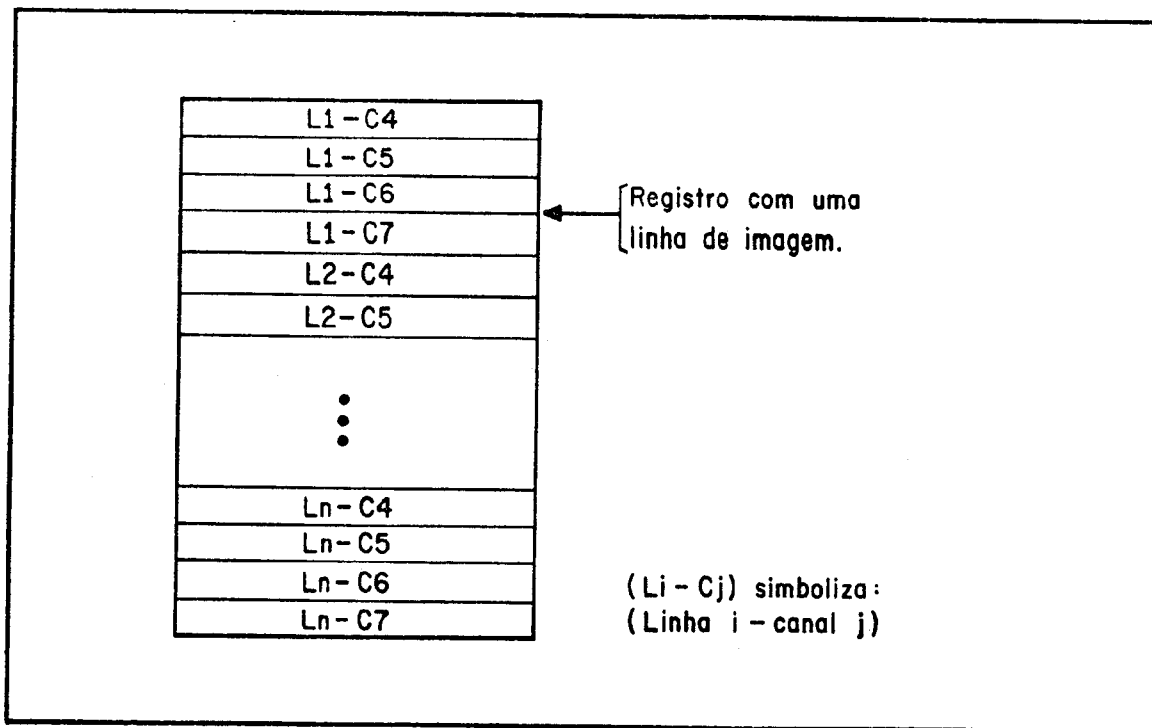 L1-C4
L1-C5
L1-C6
L1-C7
L2-C4
L2-C5
Registro com uma
linha de imagem.
Ln-C4
Ln-C5
Ln-C6
Ln-C7
(Li-Cj) simboliza:
(Linha i-canal j)